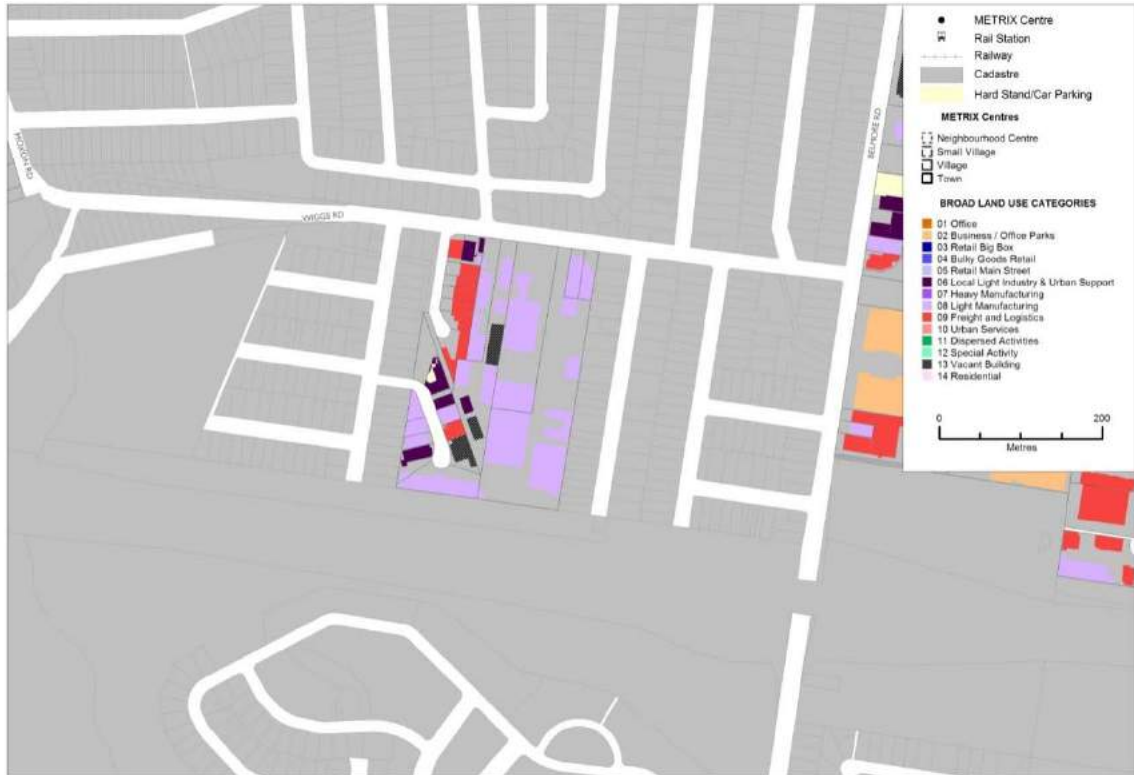 METRIX Centre
Rail Station
Railway
Cadastre
Hard Stand/Car Parking
METRIX Centres
Neighbourhood Centre
Small Village
Village
Town
BROAD LAND USE CATEGORIES
01 Office
02 Business / Office Parks
03 Retail Big Box
04 Bulky Goods Retail
05 Retail Main Street
06 Local Light Industry & Urban Support
07 Heavy Manufacturing
08 Light Manufacturing
09 Freight and Logistics
10 Urban Services
11 Dispersed Activities
12 Special Activity
13 Vacant Building
14 Residential
0 200
Metres
BELMORE RD
MOXON RD
WIGGS RD